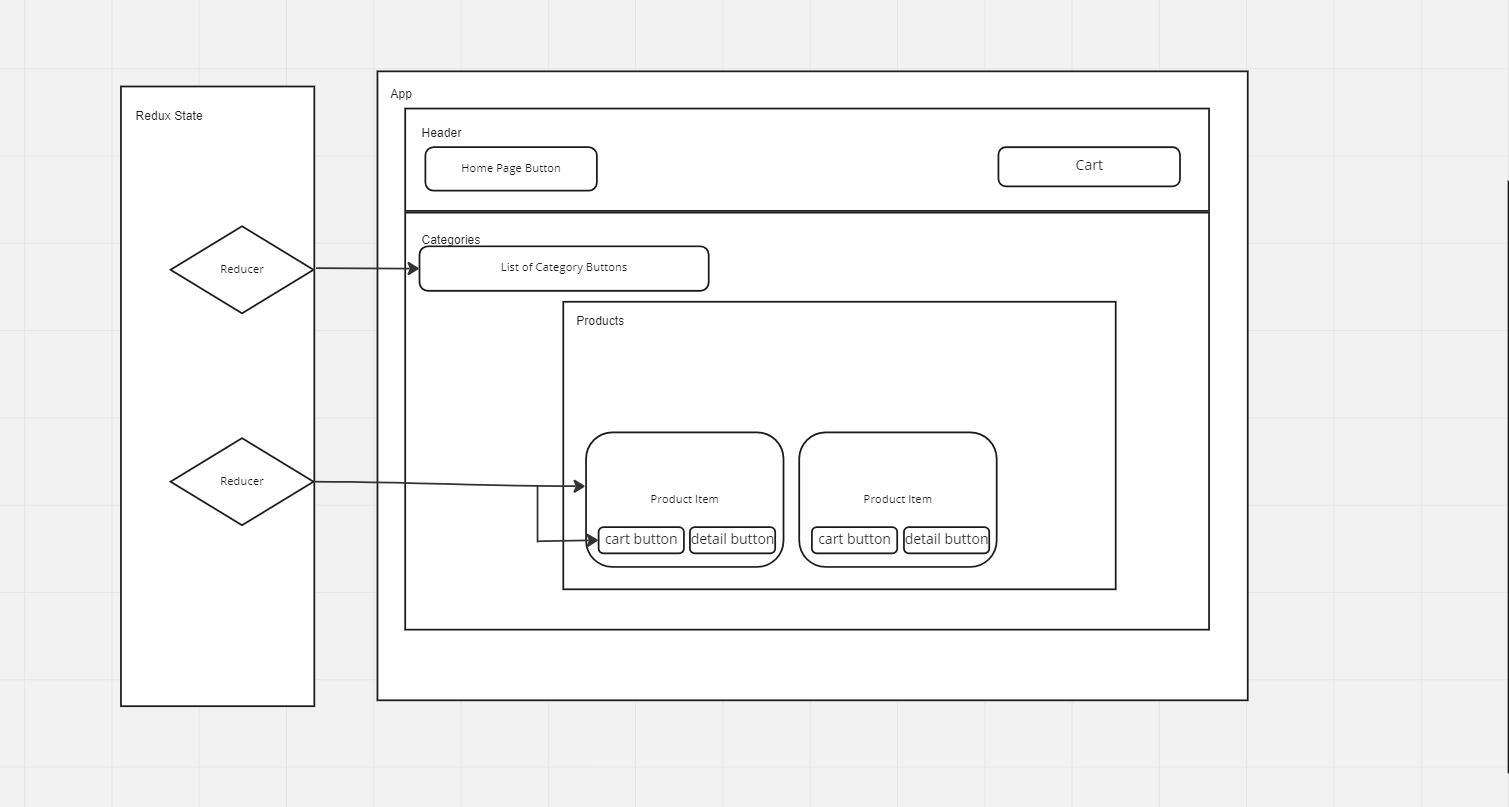 App
Redux State
Header
Home Page Button
Cart
Categories
List of Category Buttons
Reducer
Products
Reducer
Product Item
Product Item
cart button
detail button
cart button
detail button